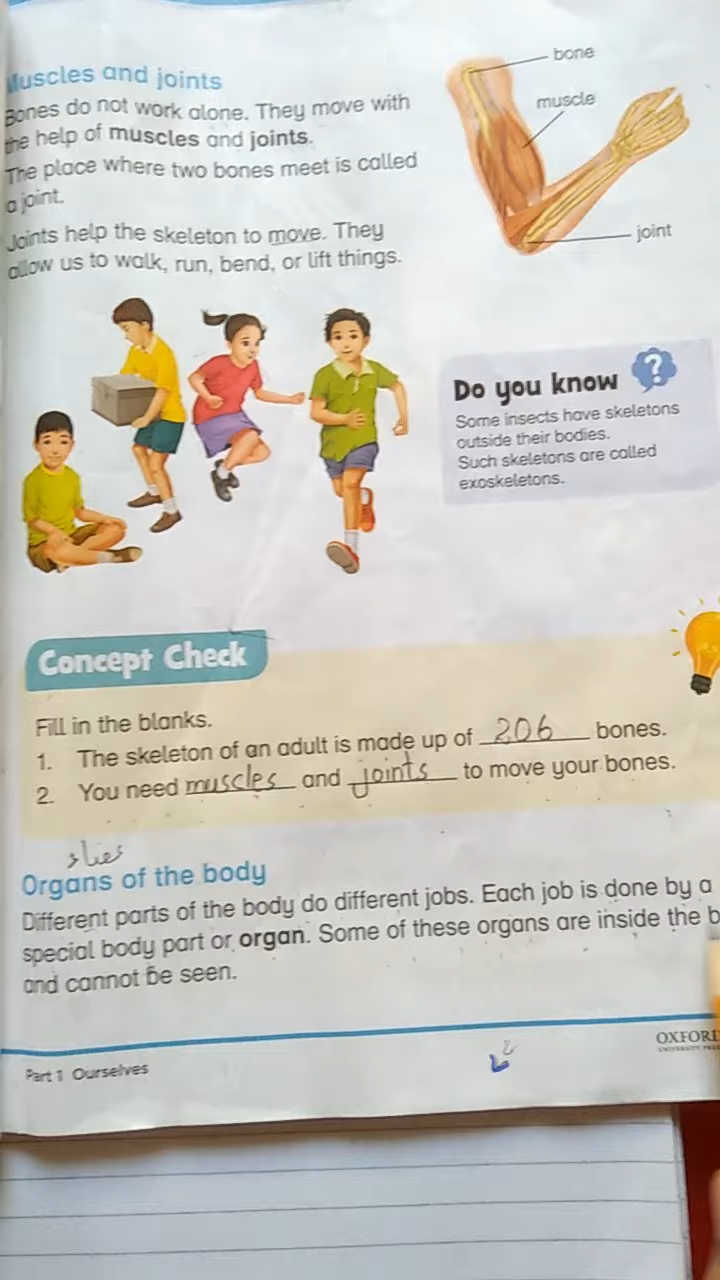 Muscles and joints
Bones do not work alone. They move with
the help of muscles and joints.
The place where two bones meet is called
a joint.
Joints help the skeleton to move. They
allow us to walk, run, bend, or lift things.
bone
muscle
joint
Do you know ?
Some insects have skeletons
outside their bodies.
Such skeletons are called
exoskeletons.
Concept Check
Fill in the blanks.
1. The skeleton of an adult is made up of 206 bones.
2. You need muscles and joints to move your bones.
Organs of the body
Different parts of the body do different jobs. Each job is done by a
special body part or organ. Some of these organs are inside the b
and cannot be seen.
Part 1 Ourselves
OXFORD